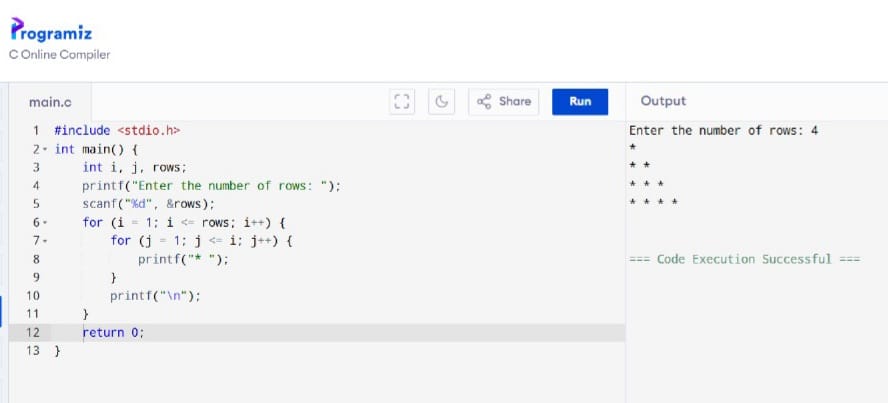 Programiz
C Online Compiler
main.c
Share
Run
Output
1 #include <stdio.h>
2 int main() {
3     int i, j, rows;
4     printf("Enter the number of rows: ");
5     scanf("%d", &rows);
6     for (i = 1; i <= rows; i++) {
7         for (j = 1; j <= i; j++) {
8             printf("* ");
9         }
10         printf("\n");
11     }
12     return 0;
13 }
Enter the number of rows: 4
*
* *
* * *
* * * *
=== Code Execution Successful ===